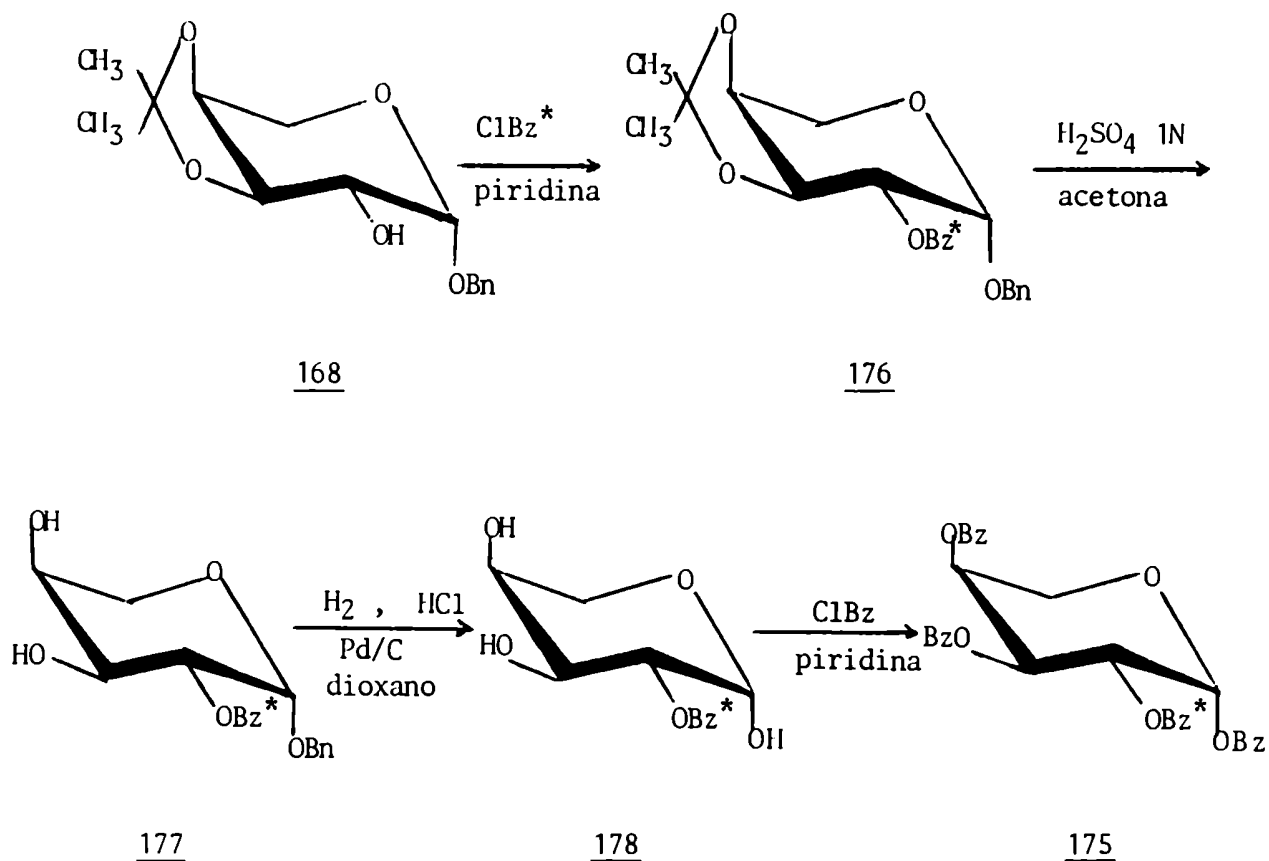 O
CH3
CH3
O
O
OH
OBn
168
ClBz*
piridina
O
CH3
CH3
O
O
OBz*
OBn
176
H2SO4 1N
acetona
OH
O
HO
OBz*
OBn
177
H2 , HCl
Pd/C
dioxano
OH
O
HO
OBz*
OH
178
ClBz
piridina
OBz
O
BzO
OBz*
OBz
175